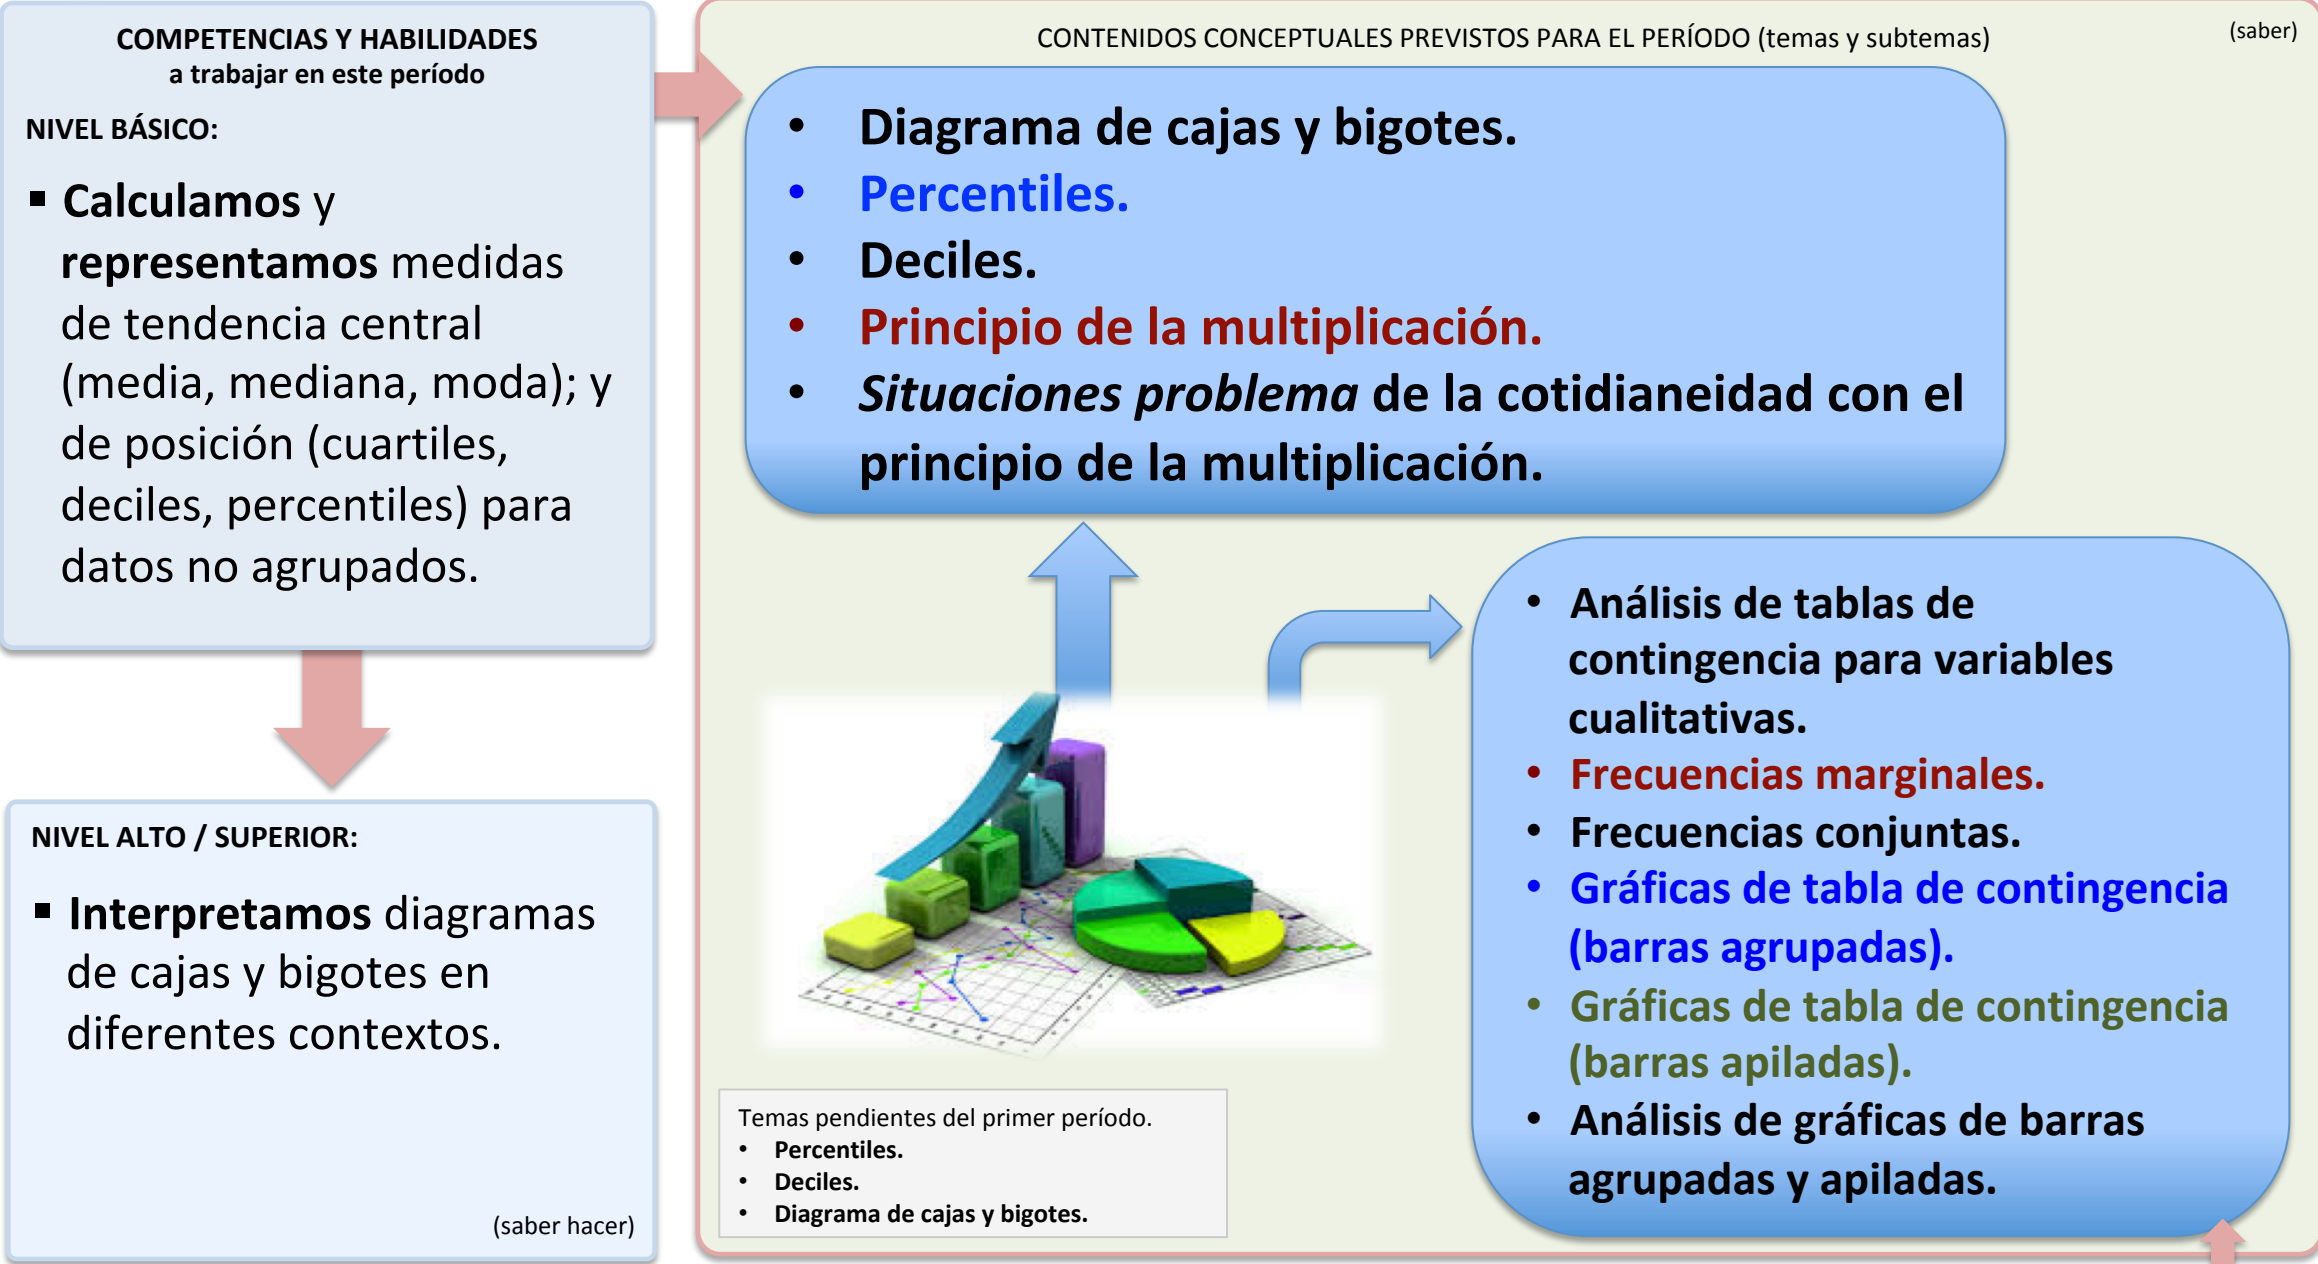 COMPETENCIAS Y HABILIDADES
a trabajar en este período
NIVEL BÁSICO:
▪ Calculamos y
representamos medidas
de tendencia central
(media, mediana, moda); y
de posición (cuartiles,
deciles, percentiles) para
datos no agrupados.
NIVEL ALTO / SUPERIOR:
▪ Interpretamos diagramas
de cajas y bigotes en
diferentes contextos.
(saber hacer)
CONTENIDOS CONCEPTUALES PREVISTOS PARA EL PERÍODO (temas y subtemas)
(saber)
• Diagrama de cajas y bigotes.
• Percentiles.
• Deciles.
• Principio de la multiplicación.
• Situaciones problema de la cotidianeidad con el
principio de la multiplicación.
• Análisis de tablas de
contingencia para variables
cualitativas.
• Frecuencias marginales.
• Frecuencias conjuntas.
• Gráficas de tabla de contingencia
(barras agrupadas).
• Gráficas de tabla de contingencia
(barras apiladas).
• Análisis de gráficas de barras
agrupadas y apiladas.
Temas pendientes del primer período.
• Percentiles.
• Deciles.
• Diagrama de cajas y bigotes.